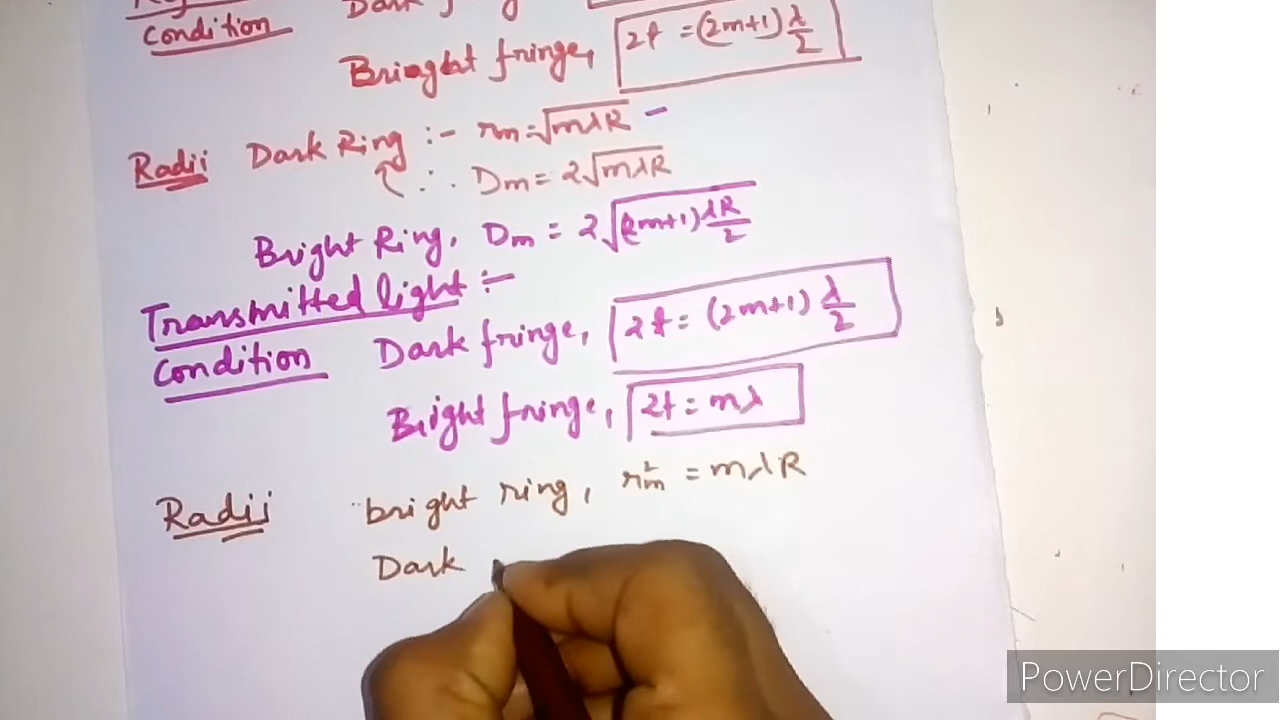 condition
Bright fringe, 2t = (2m+1) λ/2
Radii Dark Ring :- rm = √mλR -
∴ Dm = 2√mλR
Bright Ring, Dm = 2√(2m+1) λR/2
Transmitted light :-
condition Dark fringe, 2t = (2m+1) λ/2
Bright fringe, 2t = mλ
Radii bright ring, r²m = mλR
Dark
PowerDirector